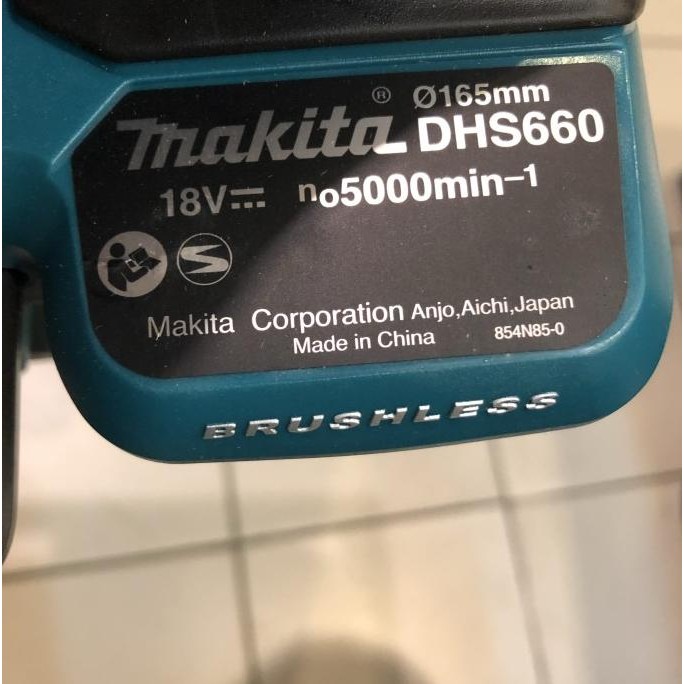 makita® Ø165mm
DHS660
18V⎓ no5000min–1
Makita Corporation Anjo,Aichi,Japan
Made in China 854N85-0
BRUSHLESS